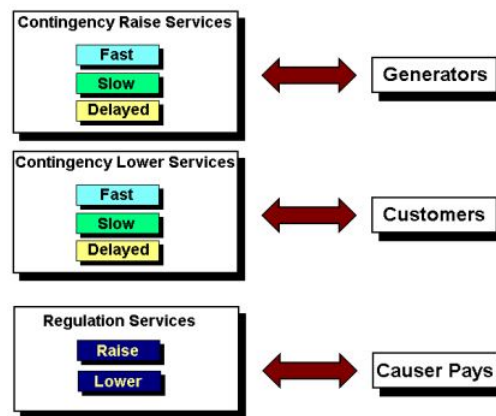 Contingency Raise Services
Fast
Slow
Delayed
Generators
Contingency Lower Services
Fast
Slow
Delayed
Customers
Regulation Services
Raise
Lower
Causer Pays